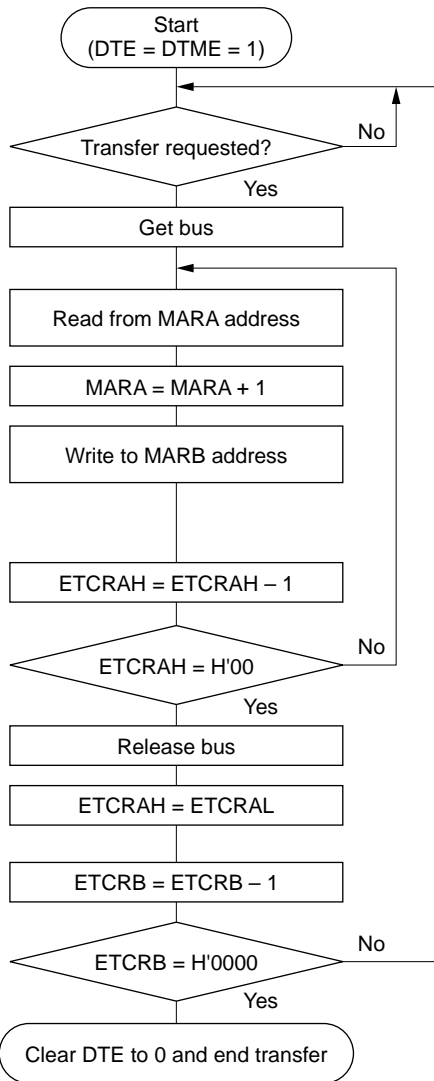 Start
(DTE = DTME = 1)
Transfer requested?
No
Yes
Get bus
Read from MARA address
MARA = MARA + 1
Write to MARB address
ETCRAH = ETCRAH – 1
ETCRAH = H'00
No
Yes
Release bus
ETCRAH = ETCRAL
ETCRB = ETCRB – 1
ETCRB = H'0000
No
Yes
Clear DTE to 0 and end transfer